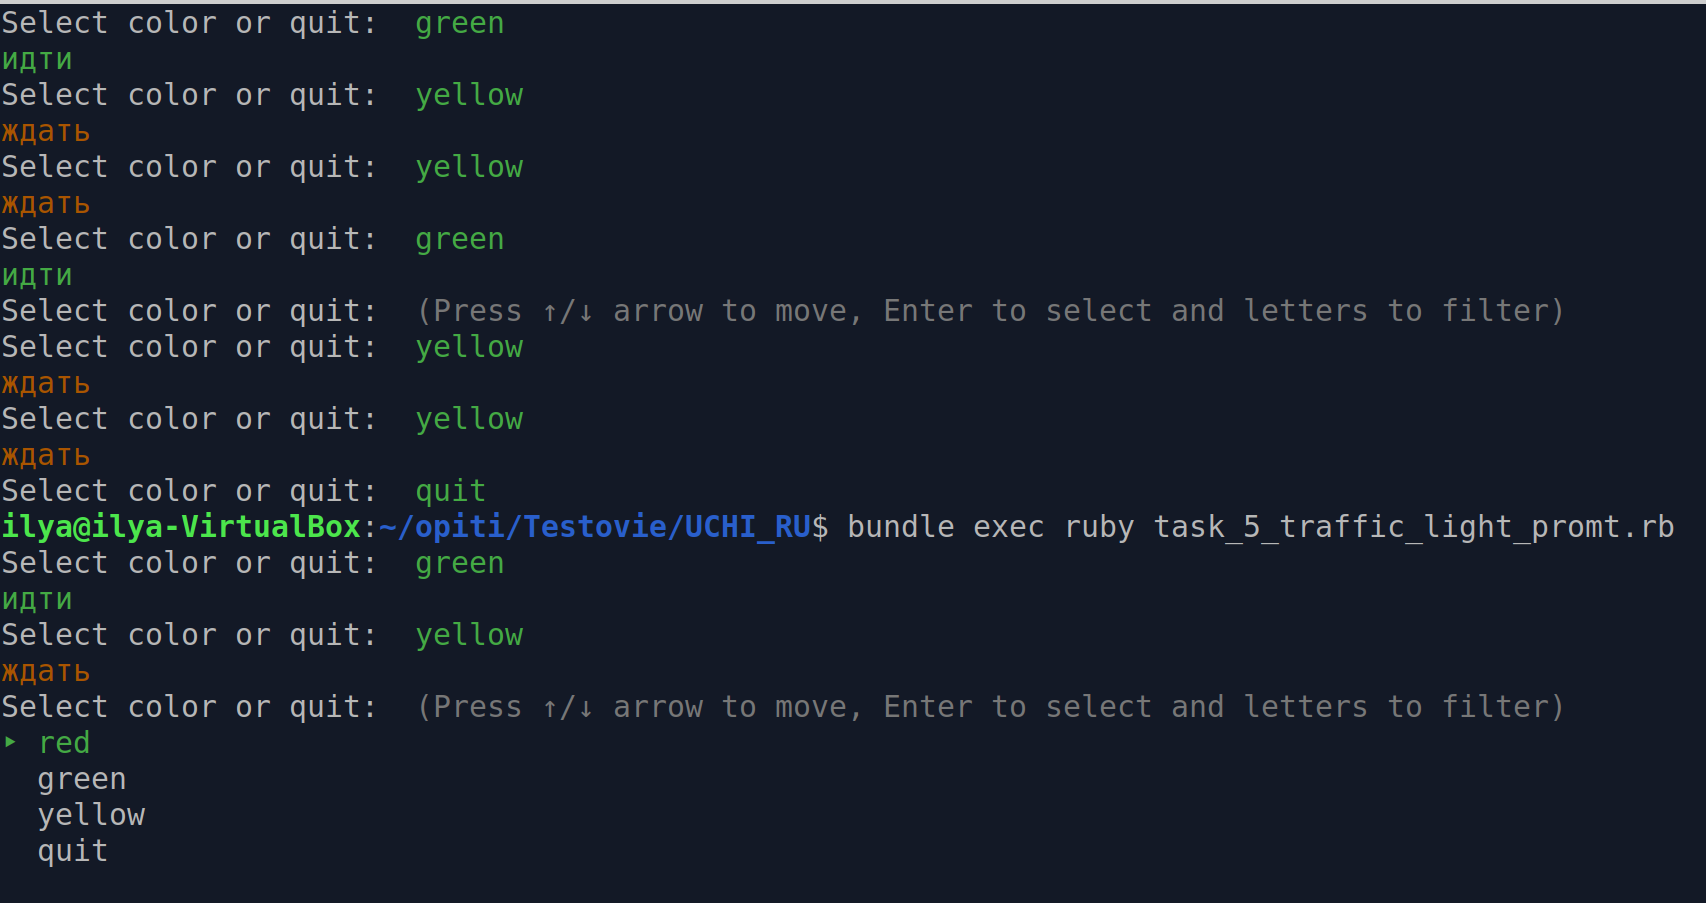 Select color or quit:  green
идти
Select color or quit:  yellow
ждать
Select color or quit:  yellow
ждать
Select color or quit:  green
идти
Select color or quit:  (Press ↑/↓ arrow to move, Enter to select and letters to filter)
Select color or quit:  yellow
ждать
Select color or quit:  yellow
ждать
Select color or quit:  quit
ilya@ilya-VirtualBox:~/opiti/Testovie/UCHI_RU$ bundle exec ruby task_5_traffic_light_promt.rb
Select color or quit:  green
идти
Select color or quit:  yellow
ждать
Select color or quit:  (Press ↑/↓ arrow to move, Enter to select and letters to filter)
‣ red
  green
  yellow
  quit